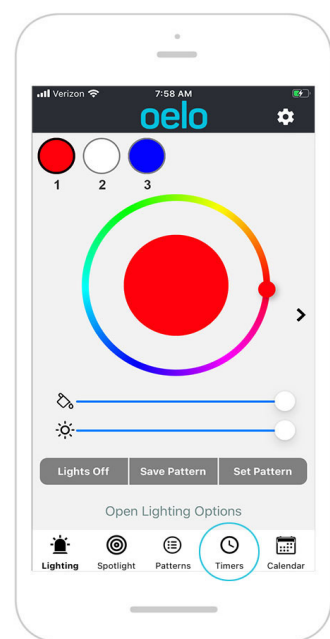 Verizon 7:58 AM
oelo
1 2 3
Lights Off Save Pattern Set Pattern
Open Lighting Options
Lighting Spotlight Patterns Timers Calendar